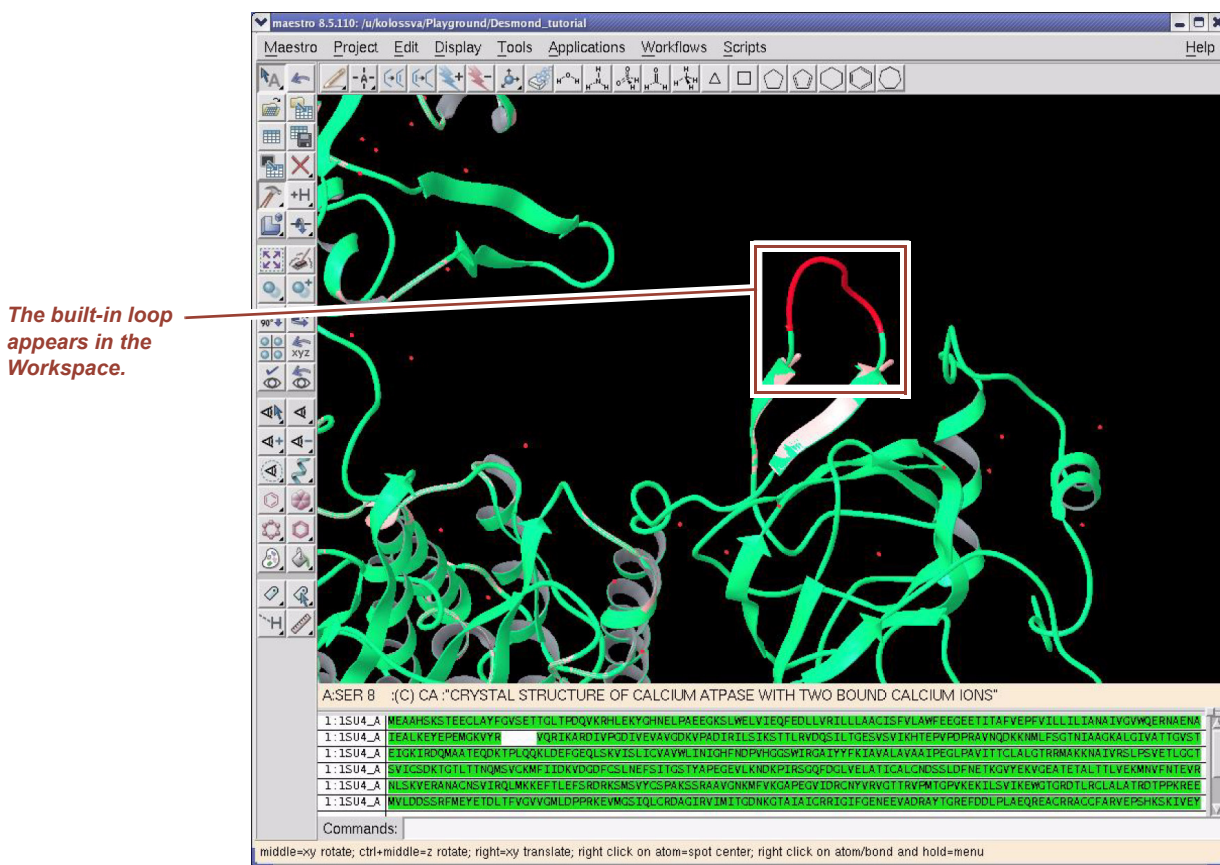 maestro 8.5.110: /u/kolossva/Playground/Desmond_tutorial
Maestro Project Edit Display Tools Applications Workflows Scripts Help
+H
90°
xyz
The built-in loop
appears in the
Workspace.
H
A:SER 8 :(C) CA :"CRYSTAL STRUCTURE OF CALCIUM ATPASE WITH TWO BOUND CALCIUM IONS"
1:1SU4_A MEAAHSKSTEECLAYFGVSETTGLTPDQVKRHLEKYGHNELPAEEGKSLWELVIEQFEDLLVRILLLAACISFVLAWFEEGEETITAFVEPFVILLILIANAIVGVWQERNAENA
1:1SU4_A IEALKEYEPEMGKVYR VQRIKARDIVPGDIVEVAVGDKVPADIRILSIKSTTLRVDQSILTGESVSVIKHTEPVPDPRAVNQDKKNMLFSGTNIAAGKALGIVATTGVST
1:1SU4_A EIGKIRDQMAATEQDKTPLQQKLDEFGEQLSKVISLICVAVWLINIGHFNDPVHGGSWIRGAIYYFKIAVALAVAAIPEGLPAVITTCLALGTRRMAKKNAIVRSLPSVETLGCT
1:1SU4_A SVICSDKTGTLTTNQMSVCKMFIIDKVDGDFCSLNEFSITGSTYAPEGEVLKNDKPIRSGQFDGLVELATICALCNDSSLDFNETKGVYEKVGEATETALTTLVEKMNVFNTEVR
1:1SU4_A NLSKVERANACNSVIRQLMKKEFTLEFSRDRKSMSVYCSPAKSSRAAVGNKMFVKGAPEGVIDRCNYVRVGTTRVPMTGPVKEKILSVIKEWGTGRDTLRCLALATRDTPPKREE
1:1SU4_A MVLDDSSRFMEYETDLTFVGVVGMLDPPRKEVMGSIQLCRDAGIRVIMITGDNKGTAIAICRRIGIFGENEEVADRAYTGREFDDLPLAEQREACRRACCFARVEPSHKSKIVEY
Commands:
middle=xy rotate; ctrl+middle=z rotate; right=xy translate; right click on atom=spot center; right click on atom/bond and hold=menu